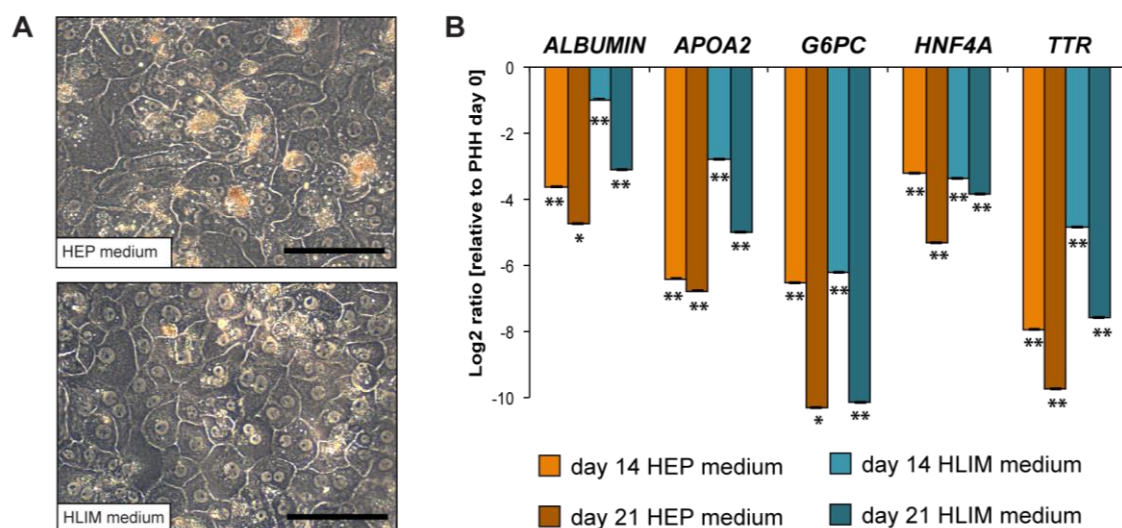 A
HEP medium
HLIM medium
B
ALBUMIN APOA2 G6PC HNF4A TTR
Log2 ratio [relative to PHH day 0]
0
-2
-4
-6
-8
-10
** * ** **
** ** ** **
** * ** **
** ** ** **
** ** ** **
day 14 HEP medium day 14 HLIM medium
day 21 HEP medium day 21 HLIM medium